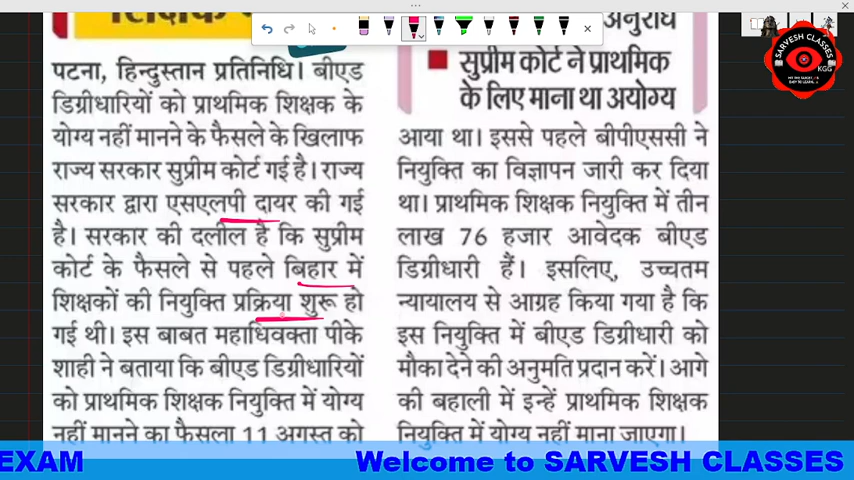 अनुरोध
सुप्रीम कोर्ट ने प्राथमिक
के लिए माना था अयोग्य
पटना, हिन्दुस्तान प्रतिनिधि। बीएड
डिग्रीधारियों को प्राथमिक शिक्षक के
योग्य नहीं मानने के फैसले के खिलाफ
राज्य सरकार सुप्रीम कोर्ट गई है। राज्य
सरकार द्वारा एसएलपी दायर की गई
है। सरकार की दलील है कि सुप्रीम
कोर्ट के फैसले से पहले बिहार में
शिक्षकों की नियुक्ति प्रक्रिया शुरू हो
गई थी। इस बाबत महाधिवक्ता पीके
शाही ने बताया कि बीएड डिग्रीधारियों
को प्राथमिक शिक्षक नियुक्ति में योग्य
नहीं मानने का फैसला 11 अगस्त को
आया था। इससे पहले बीपीएससी ने
नियुक्ति का विज्ञापन जारी कर दिया
था। प्राथमिक शिक्षक नियुक्ति में तीन
लाख 76 हजार आवेदक बीएड
डिग्रीधारी हैं। इसलिए, उच्चतम
न्यायालय से आग्रह किया गया है कि
इस नियुक्ति में बीएड डिग्रीधारी को
मौका देने की अनुमति प्रदान करें। आगे
की बहाली में इन्हें प्राथमिक शिक्षक
नियुक्ति में योग्य नहीं माना जाएगा।
SARVESH CLASSES
KGG
EXAM
Welcome to SARVESH CLASSES